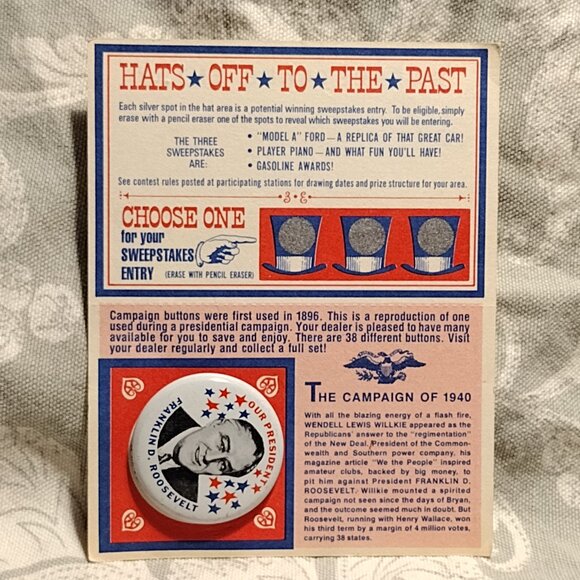 HATS★OFF★TO★THE★PAST
Each silver spot in the hat area is a potential winning sweepstakes entry. To be eligible, simply
erase with a pencil eraser one of the spots to reveal which sweepstakes you will be entering.
THE THREE
SWEEPSTAKES
ARE:
• "MODEL A" FORD — A REPLICA OF THAT GREAT CAR!
• PLAYER PIANO — AND WHAT FUN YOU'LL HAVE!
• GASOLINE AWARDS!
See contest rules posted at participating stations for drawing dates and prize structure for your area.
• 3 • E •
CHOOSE ONE
for your
SWEEPSTAKES
ENTRY (ERASE WITH PENCIL ERASER)
Campaign buttons were first used in 1896. This is a reproduction of one
used during a presidential campaign. Your dealer is pleased to have many
available for you to save and enjoy. There are 38 different buttons. Visit
your dealer regularly and collect a full set!
OUR PRESIDENT
FRANKLIN D. ROOSEVELT
THE CAMPAIGN OF 1940
With all the blazing energy of a flash fire,
WENDELL LEWIS WILLKIE appeared as the
Republicans' answer to the "regimentation"
of the New Deal. President of the Common-
wealth and Southern power company, his
magazine article "We the People" inspired
amateur clubs, backed by big money, to
pit him against President FRANKLIN D.
ROOSEVELT. Willkie mounted a spirited
campaign not seen since the days of Bryan,
and the outcome seemed much in doubt. But
Roosevelt, running with Henry Wallace, won
his third term by a margin of 4 million votes,
carrying 38 states.